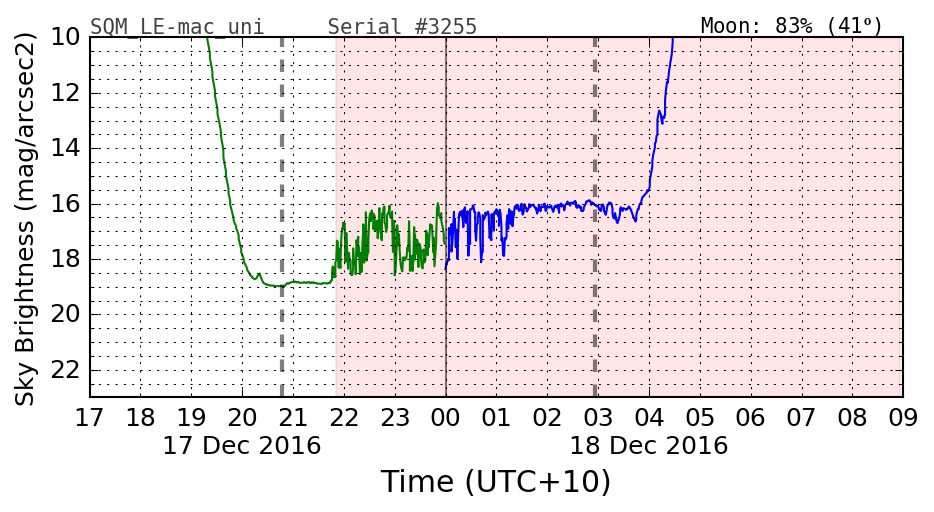 SQM_LE-mac_uni Serial #3255 Moon: 83% (41°)
Sky Brightness (mag/arcsec2)
10
12
14
16
18
20
22
17 18 19 20 21 22 23 00 01 02 03 04 05 06 07 08 09
17 Dec 2016 18 Dec 2016
Time (UTC+10)